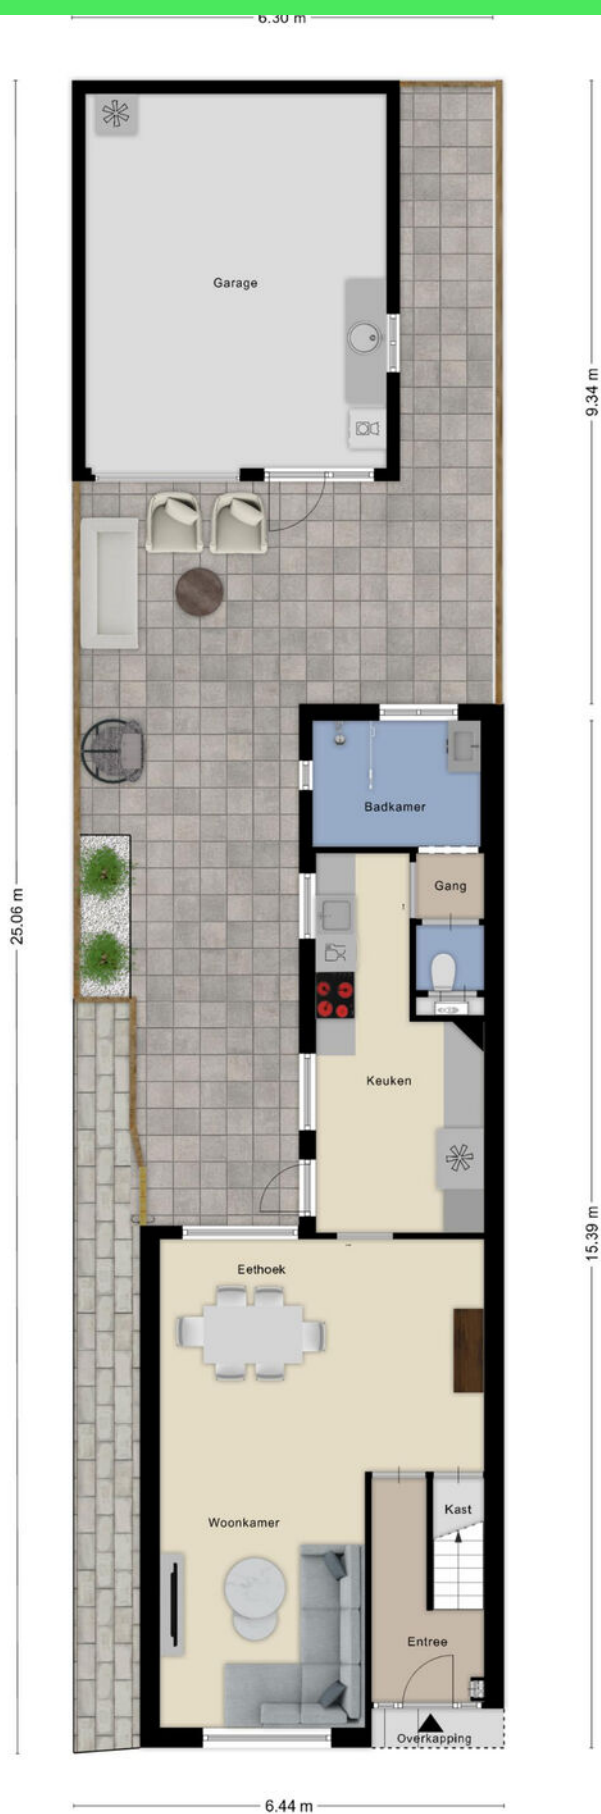 6.30 m
Garage
9.34 m
Badkamer
Gang
25.06 m
Keuken
15.39 m
Eethoek
Kast
Woonkamer
Entree
Overkapping
6.44 m